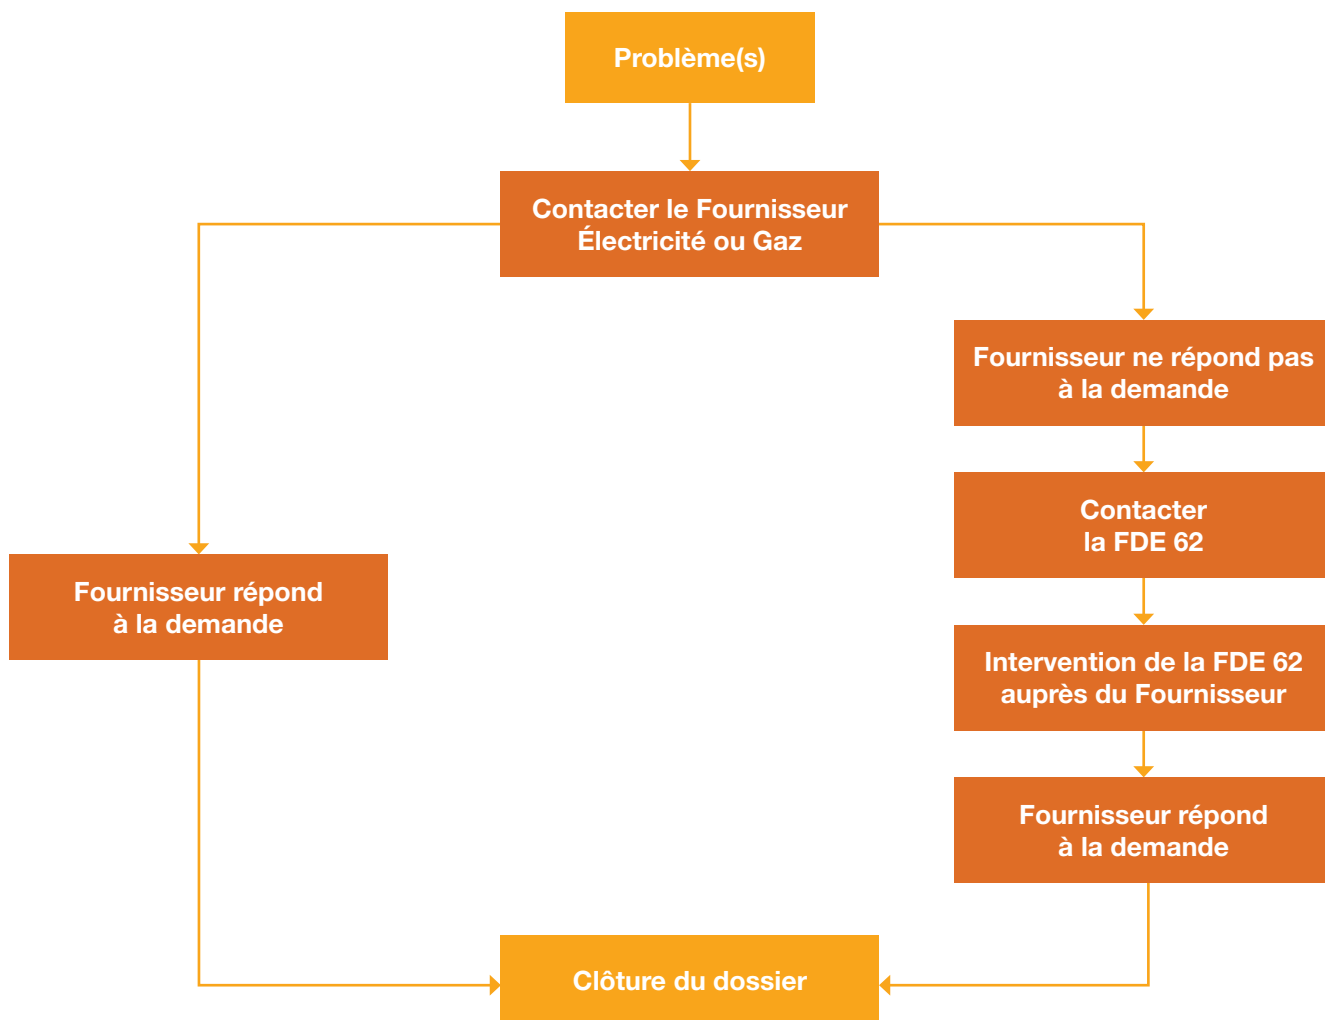 Problème(s)
Contacter le Fournisseur
Électricité ou Gaz
Fournisseur ne répond pas
à la demande
Contacter
la FDE 62
Fournisseur répond
à la demande
Intervention de la FDE 62
auprès du Fournisseur
Fournisseur répond
à la demande
Clôture du dossier